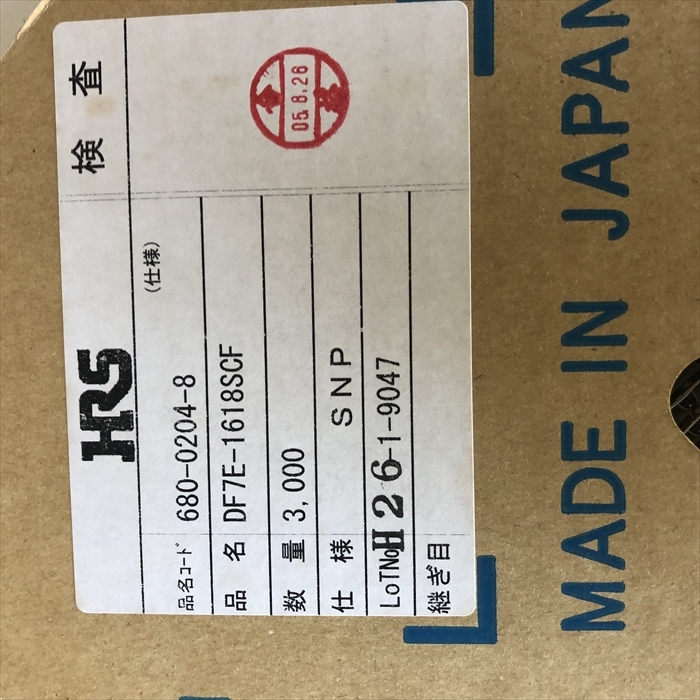 HRS
検査
05.8.26
(仕様)
品名コード 680-0204-8
品名 DF7E-1618SCF
数量 3,000
仕様 SNP
LoTNo H26-1-9047
継ぎ目
MADE IN JAPAN